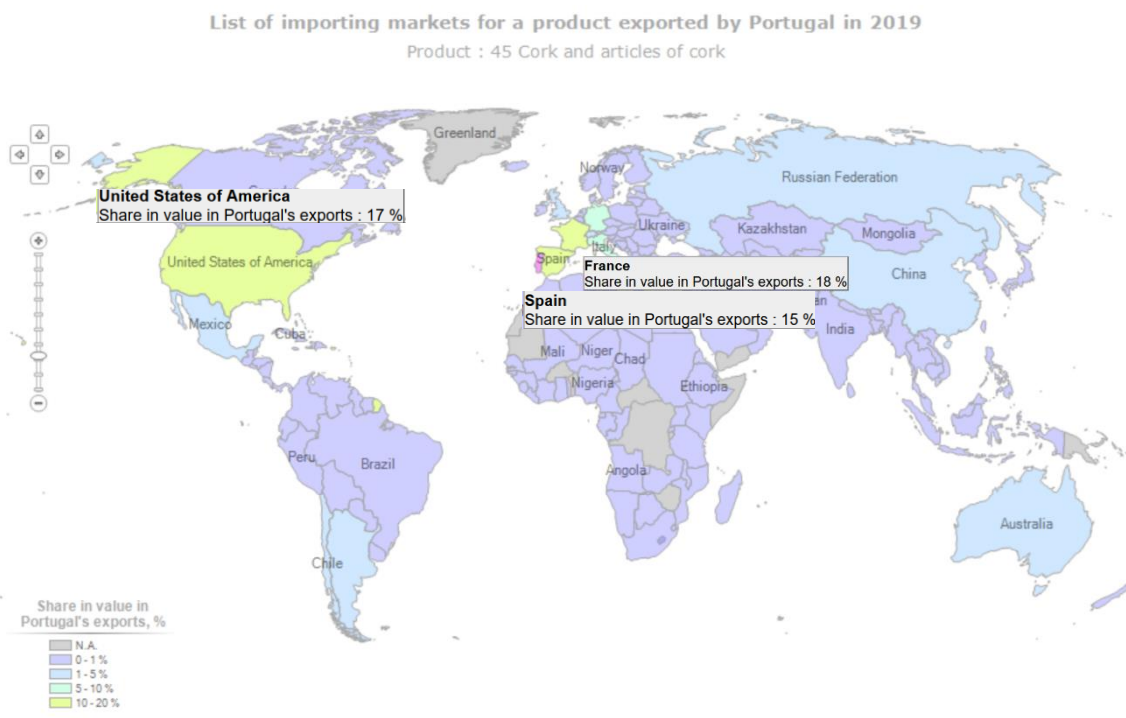 List of importing markets for a product exported by Portugal in 2019
Product : 45 Cork and articles of cork
Greenland
Norway
Russian Federation
United States of America
Share in value in Portugal's exports : 17 %
Ukraine
Kazakhstan
Mongolia
Italy
Spain
United States of America
France
Share in value in Portugal's exports : 18 %
China
Spain
Share in value in Portugal's exports : 15 %
Mexico
Cuba
India
Mali
Niger
Chad
Nigeria
Ethiopia
Peru
Brazil
Angola
Australia
Chile
Share in value in
Portugal's exports, %
N.A.
0 - 1 %
1 - 5 %
5 - 10 %
10 - 20 %